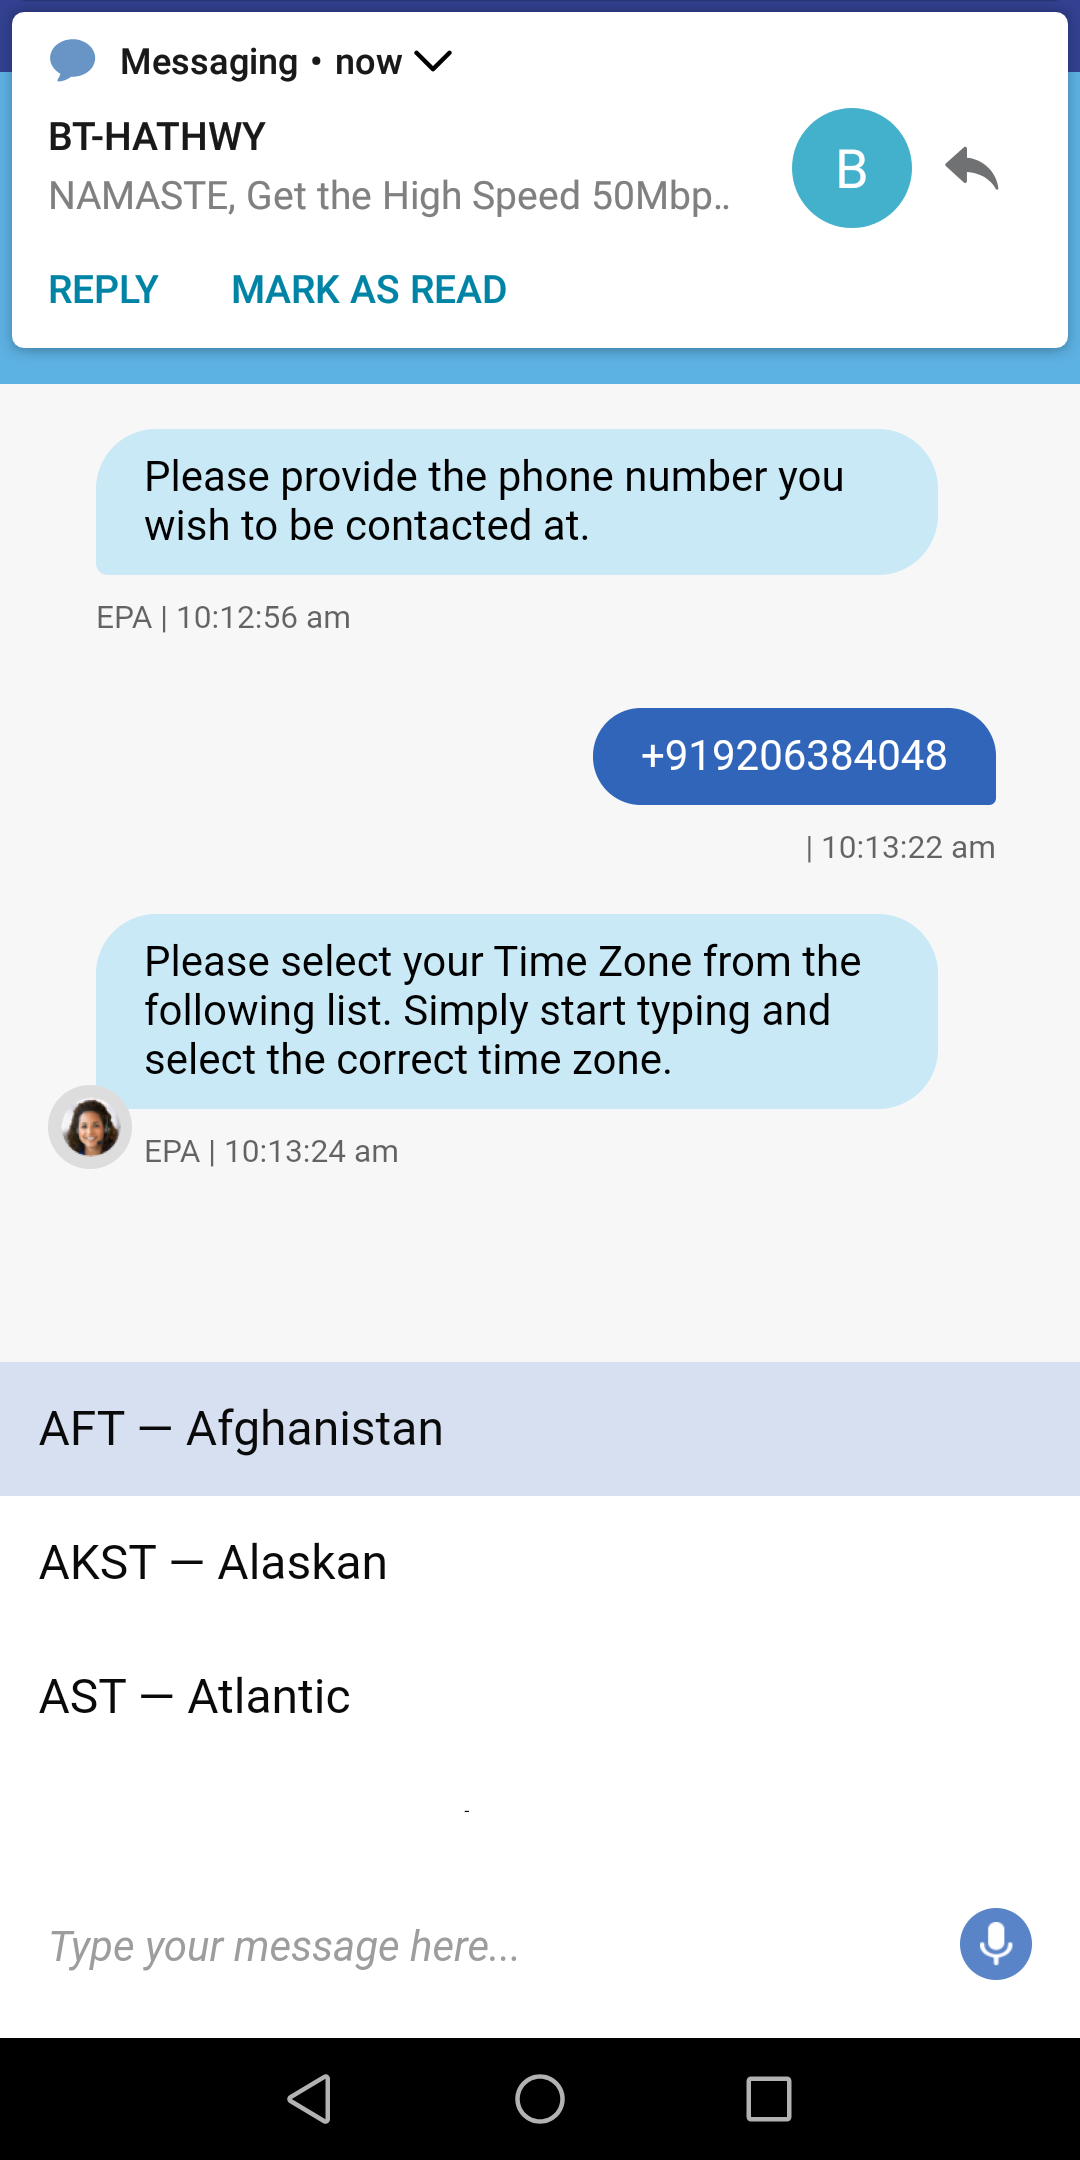 Messaging • now
BT-HATHWY
NAMASTE, Get the High Speed 50Mbp..
B
REPLY MARK AS READ
Please provide the phone number you
wish to be contacted at.
EPA | 10:12:56 am
+919206384048
| 10:13:22 am
Please select your Time Zone from the
following list. Simply start typing and
select the correct time zone.
EPA | 10:13:24 am
AFT — Afghanistan
AKST — Alaskan
AST — Atlantic
Type your message here...